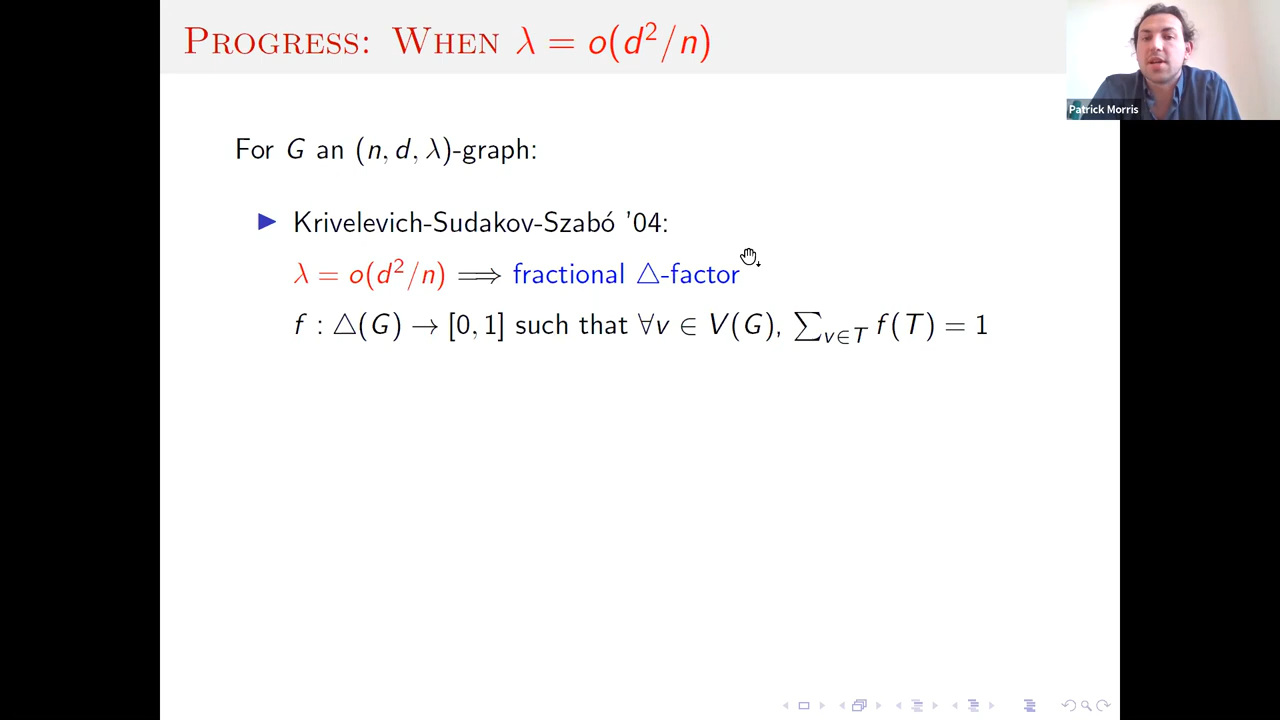 PROGRESS: WHEN λ = o(d²/n)
Patrick Morris
For G an (n, d, λ)-graph:
▶ Krivelevich-Sudakov-Szabó '04:
λ = o(d²/n) ⟹ fractional △-factor
f : △(G) → [0, 1] such that ∀v ∈ V(G), ∑_{v∈T} f(T) = 1